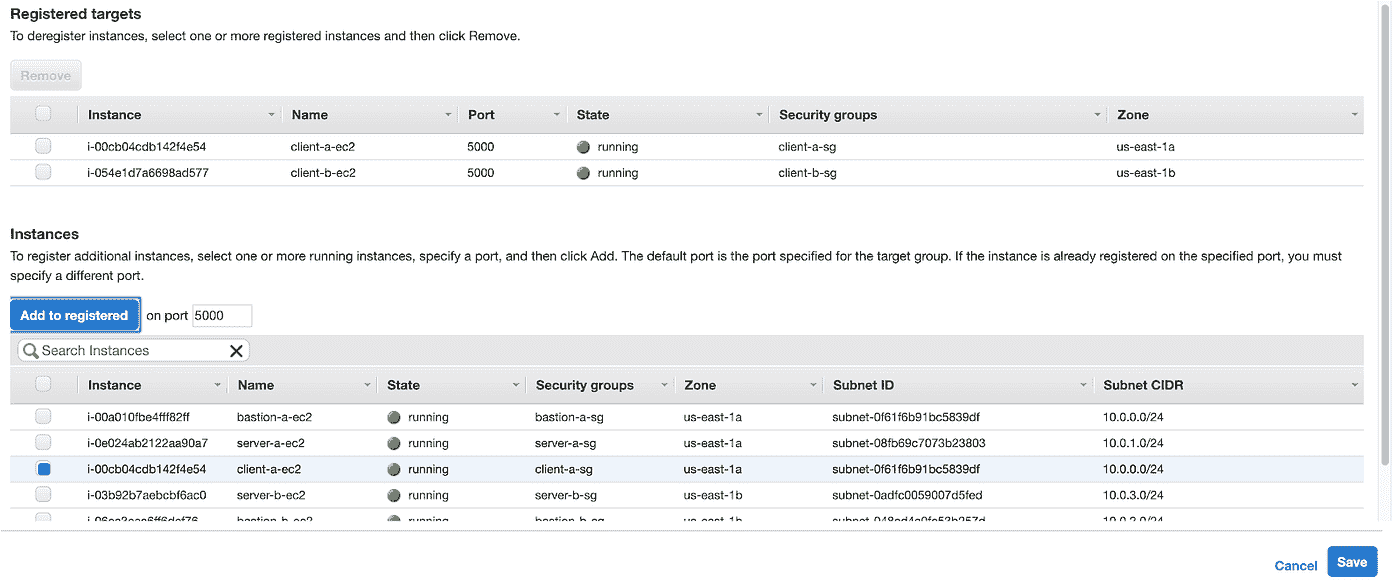 Registered targets
To deregister instances, select one or more registered instances and then click Remove.
Remove
Instance Name Port State Security groups Zone
i-00cb04cdb142f4e54 client-a-ec2 5000 running client-a-sg us-east-1a
i-054e1d7a6698ad577 client-b-ec2 5000 running client-b-sg us-east-1b
Instances
To register additional instances, select one or more running instances, specify a port, and then click Add. The default port is the port specified for the target group. If the instance is already registered on the specified port, you must
specify a different port.
Add to registered on port 5000
Search Instances
Instance Name State Security groups Zone Subnet ID Subnet CIDR
i-00a010fbe4fff82ff bastion-a-ec2 running bastion-a-sg us-east-1a subnet-0f61f6b91bc5839df 10.0.0.0/24
i-0e024ab2122aa90a7 server-a-ec2 running server-a-sg us-east-1a subnet-08fb69c7073b23803 10.0.1.0/24
i-00cb04cdb142f4e54 client-a-ec2 running client-a-sg us-east-1a subnet-0f61f6b91bc5839df 10.0.0.0/24
i-03b92b7aebcbf6ac0 server-b-ec2 running server-b-sg us-east-1b subnet-0adfc0059007d5fed 10.0.3.0/24
bastion-b-ec2 running bastion-b-sg us-east-1b 10.0.2.0/24
Cancel Save